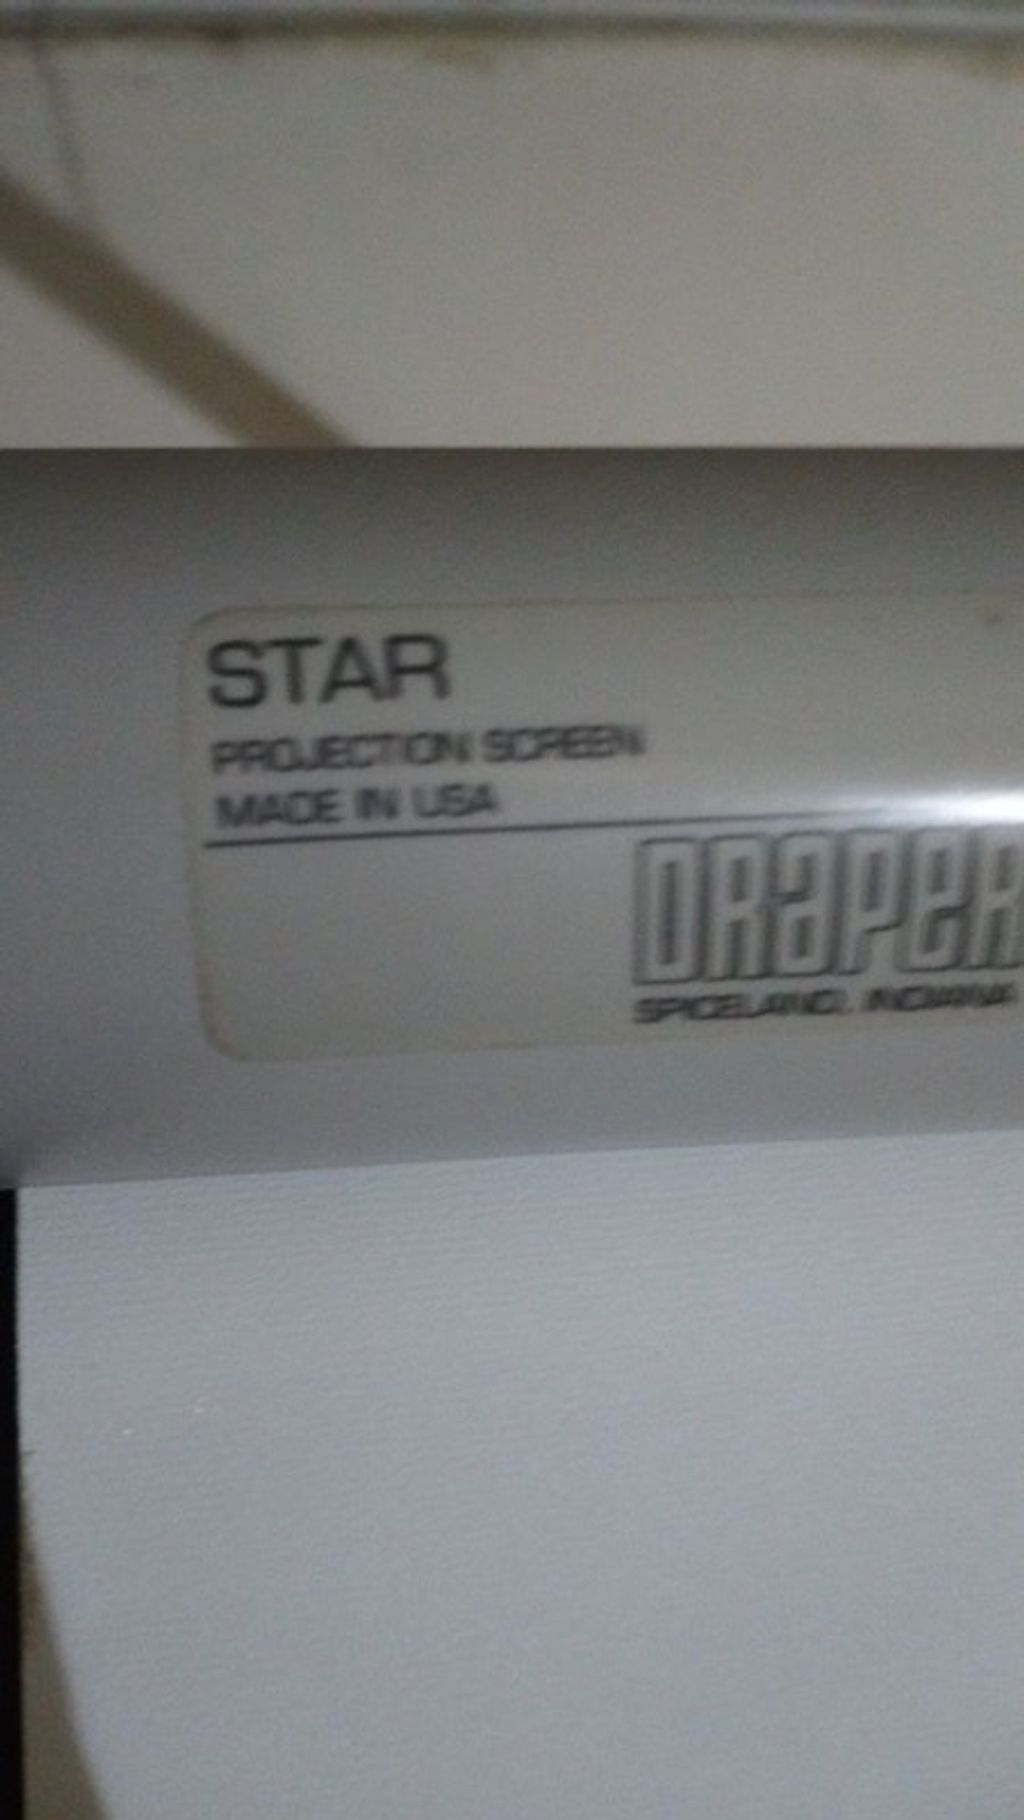 STAR
PROJECTION SCREEN
MADE IN USA
DRAPER
SPICELAND, INDIANA